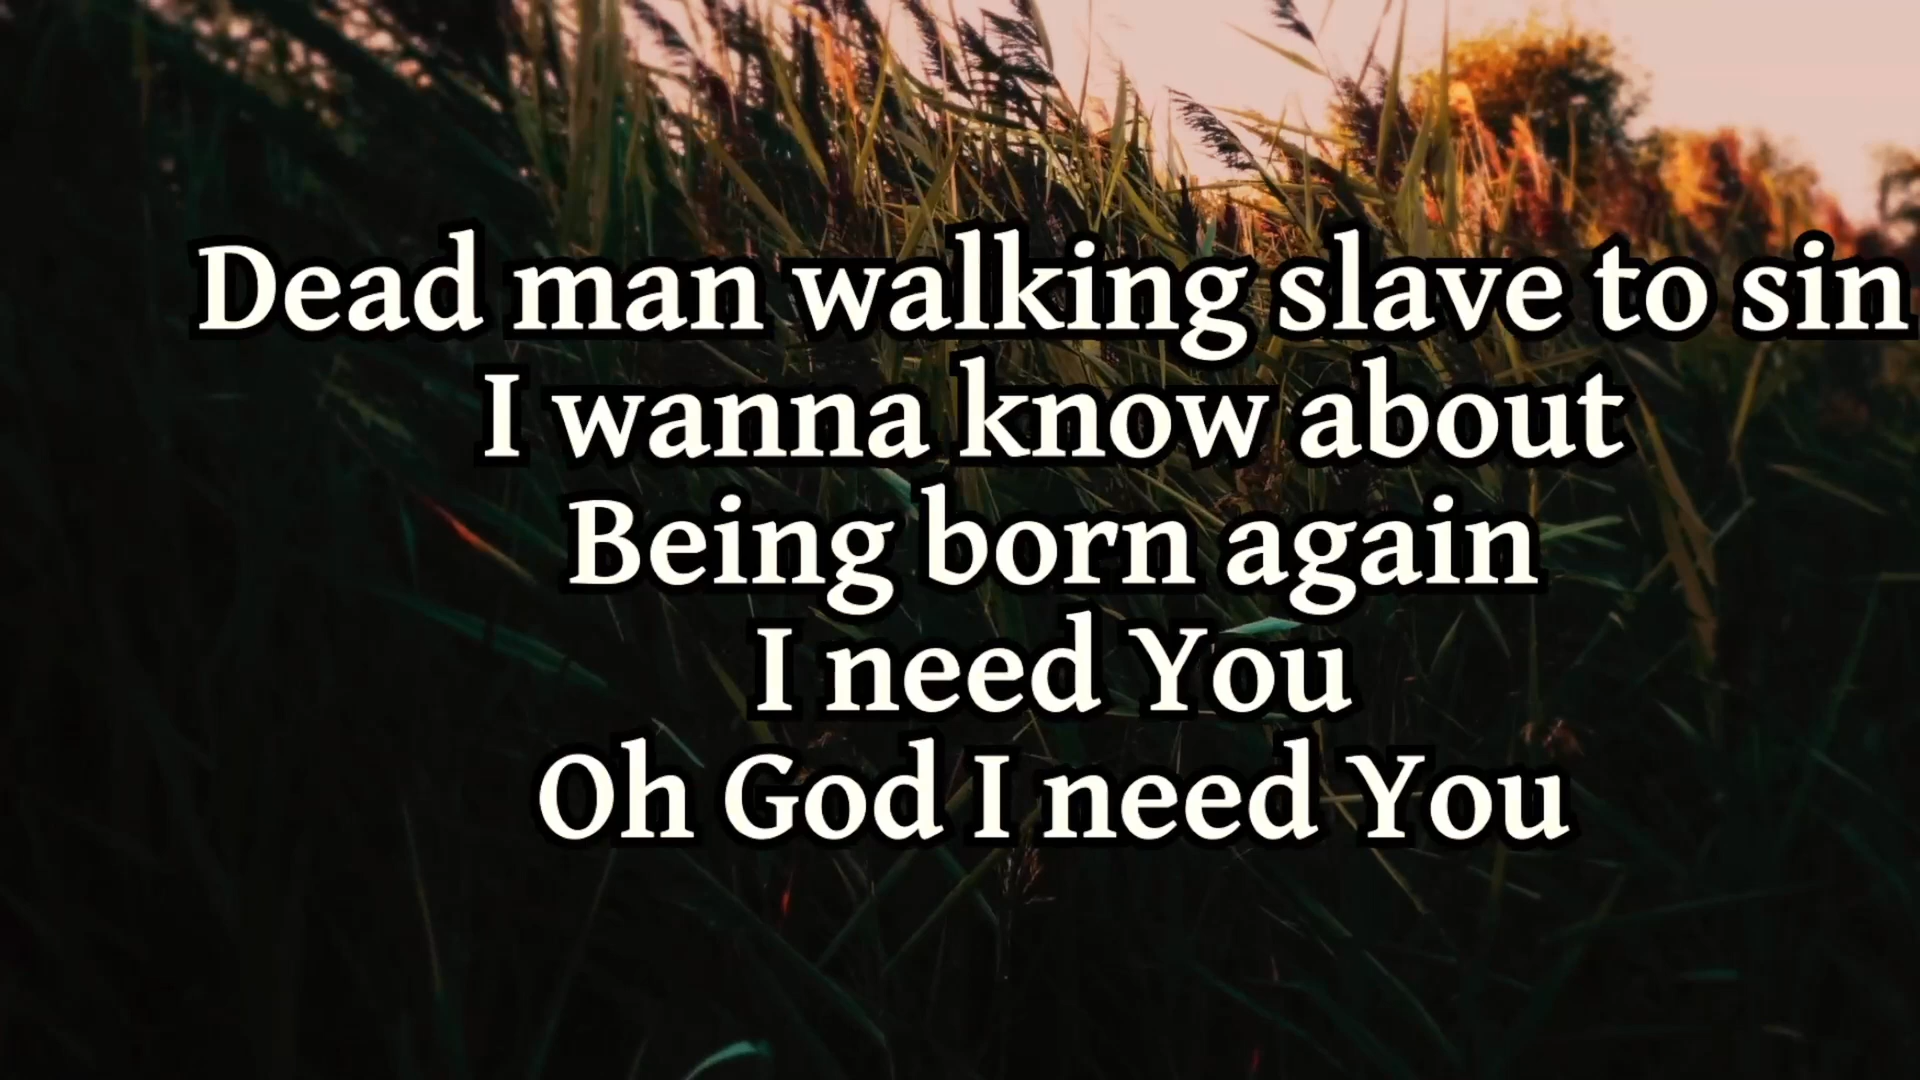 Dead man walking slave to sin
I wanna know about
Being born again
I need You
Oh God I need You